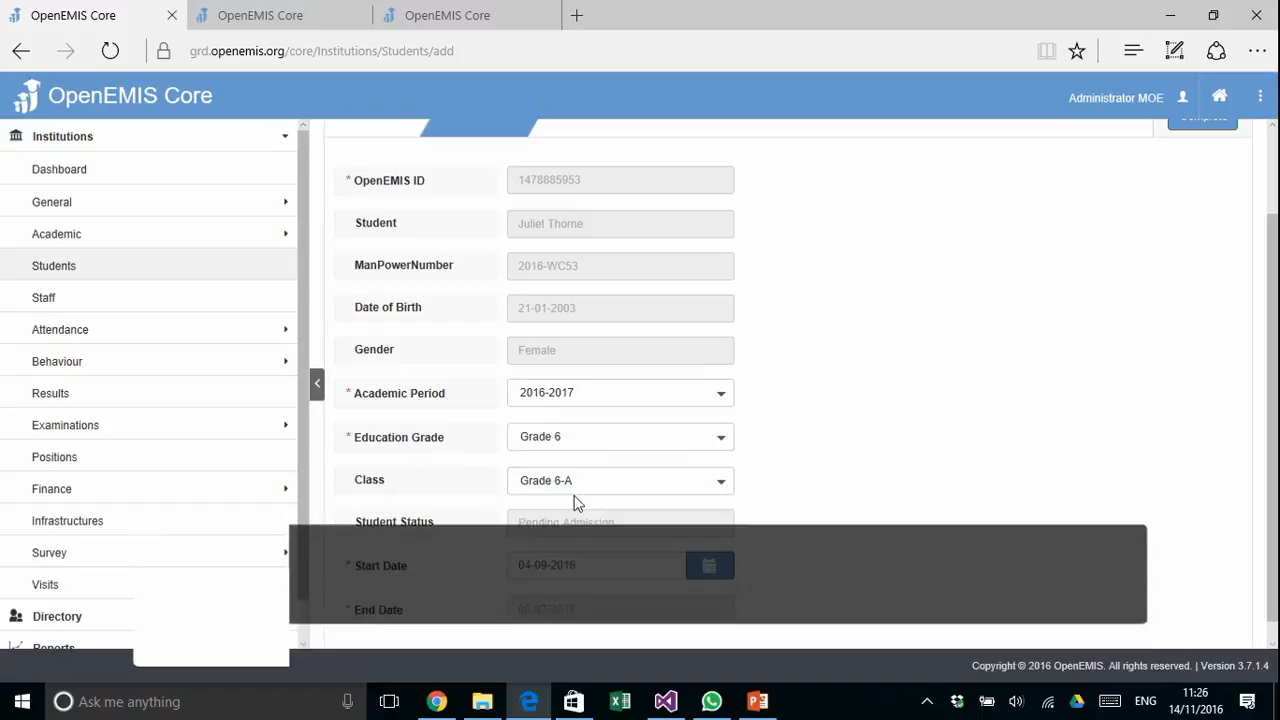 OpenEMIS Core
OpenEMIS Core
OpenEMIS Core
grd.openemis.org/core/Institutions/Students/add
OpenEMIS Core
Administrator MOE
Institutions
Dashboard
General
Academic
Students
Staff
Attendance
Behaviour
Results
Examinations
Positions
Finance
Infrastructures
Survey
Visits
Directory
Reports
Complete
* OpenEMIS ID 1478885953
Student Juliet Thorne
ManPowerNumber 2016-WC53
Date of Birth 21-01-2003
Gender Female
* Academic Period 2016-2017
* Education Grade Grade 6
Class Grade 6-A
Student Status Pending Admission
* Start Date 04-09-2016
* End Date
Copyright © 2016 OpenEMIS. All rights reserved. | Version 3.7.1.4
Ask me anything
ENG
11:26
14/11/2016